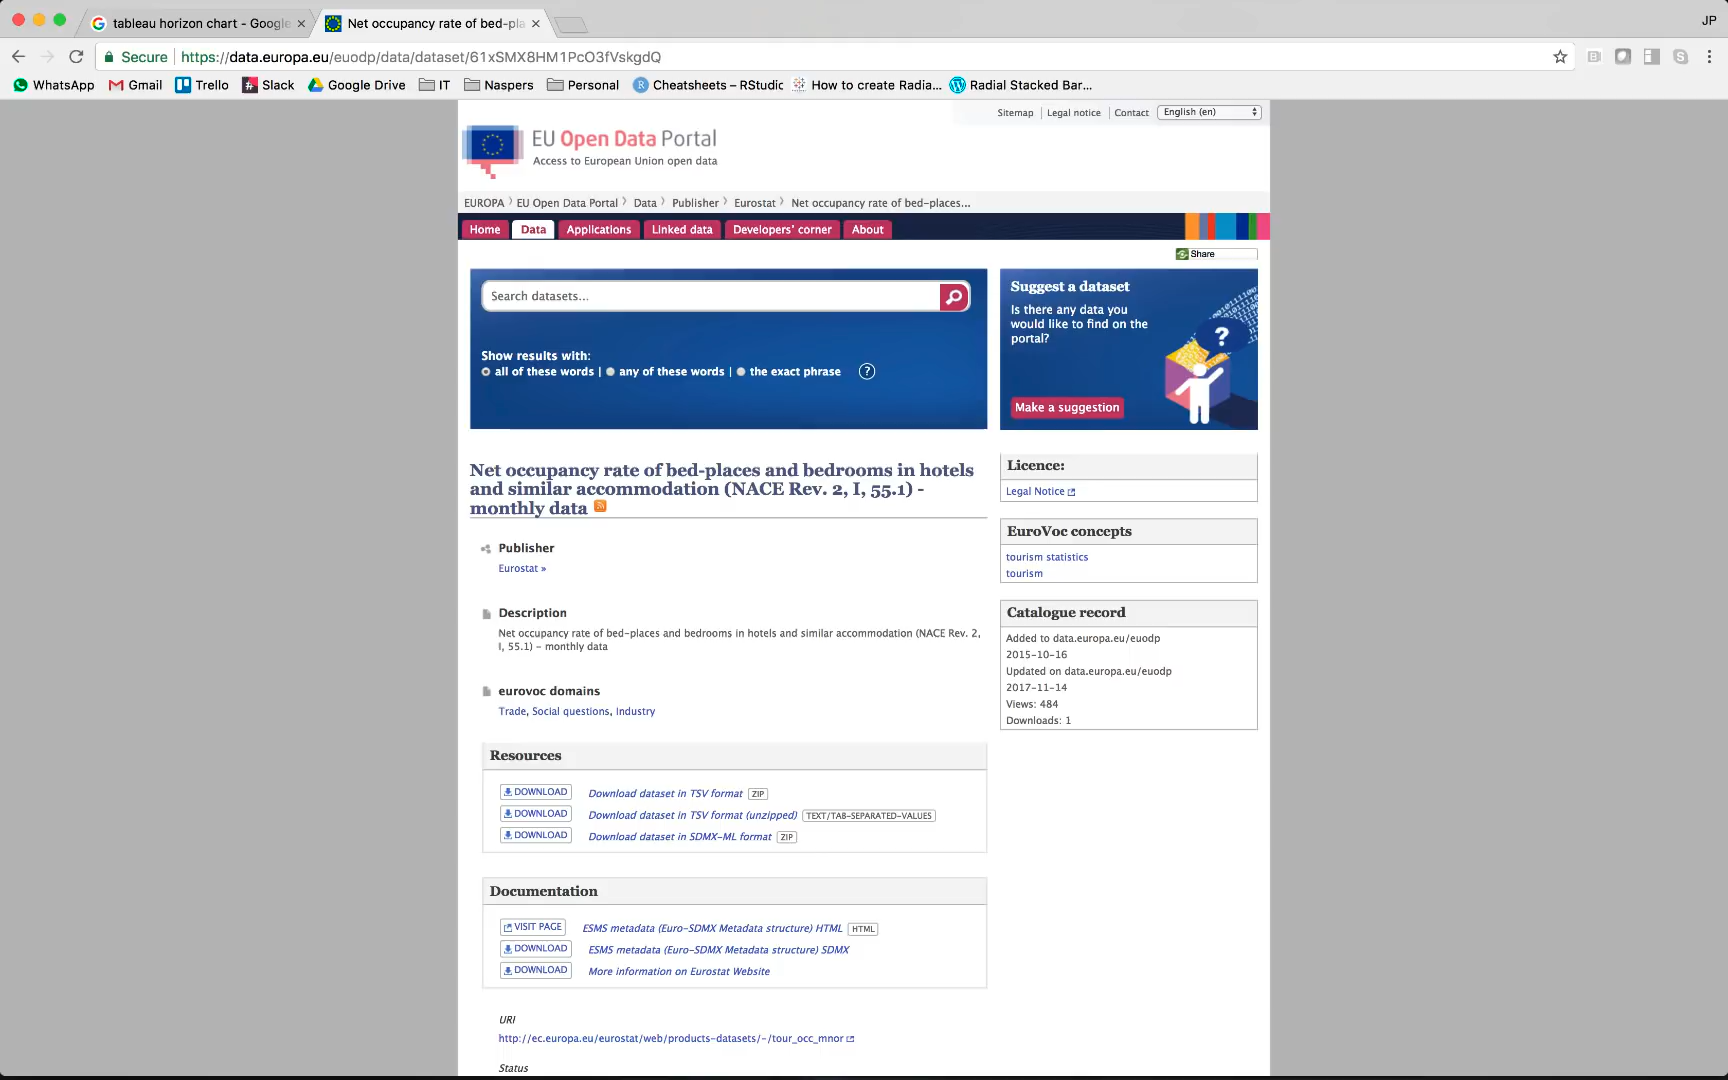 tableau horizon chart - Google
Net occupancy rate of bed-pla
JP
Secure
https://data.europa.eu/euodp/data/dataset/61xSMX8HM1PcO3fVskgdQ
WhatsApp
Gmail
Trello
Slack
Google Drive
IT
Naspers
Personal
Cheatsheets – RStudio
How to create Radia...
Radial Stacked Bar...
Sitemap
Legal notice
Contact
English (en)
EU Open Data Portal
Access to European Union open data
EUROPA > EU Open Data Portal > Data > Publisher > Eurostat > Net occupancy rate of bed-places...
Home
Data
Applications
Linked data
Developers' corner
About
Share
Search datasets...
Show results with:
all of these words | any of these words | the exact phrase ?
Suggest a dataset
Is there any data you
would like to find on the
portal?
?
Make a suggestion
Net occupancy rate of bed-places and bedrooms in hotels
and similar accommodation (NACE Rev. 2, I, 55.1) -
monthly data
Publisher
Eurostat »
Description
Net occupancy rate of bed-places and bedrooms in hotels and similar accommodation (NACE Rev. 2,
I, 55.1) - monthly data
eurovoc domains
Trade, Social questions, Industry
Resources
DOWNLOAD Download dataset in TSV format ZIP
DOWNLOAD Download dataset in TSV format (unzipped) TEXT/TAB-SEPARATED-VALUES
DOWNLOAD Download dataset in SDMX-ML format ZIP
Documentation
VISIT PAGE ESMS metadata (Euro-SDMX Metadata structure) HTML HTML
DOWNLOAD ESMS metadata (Euro-SDMX Metadata structure) SDMX
DOWNLOAD More information on Eurostat Website
URI
http://ec.europa.eu/eurostat/web/products-datasets/-/tour_occ_mnor
Status
Licence:
Legal Notice
EuroVoc concepts
tourism statistics
tourism
Catalogue record
Added to data.europa.eu/euodp
2015-10-16
Updated on data.europa.eu/euodp
2017-11-14
Views: 484
Downloads: 1